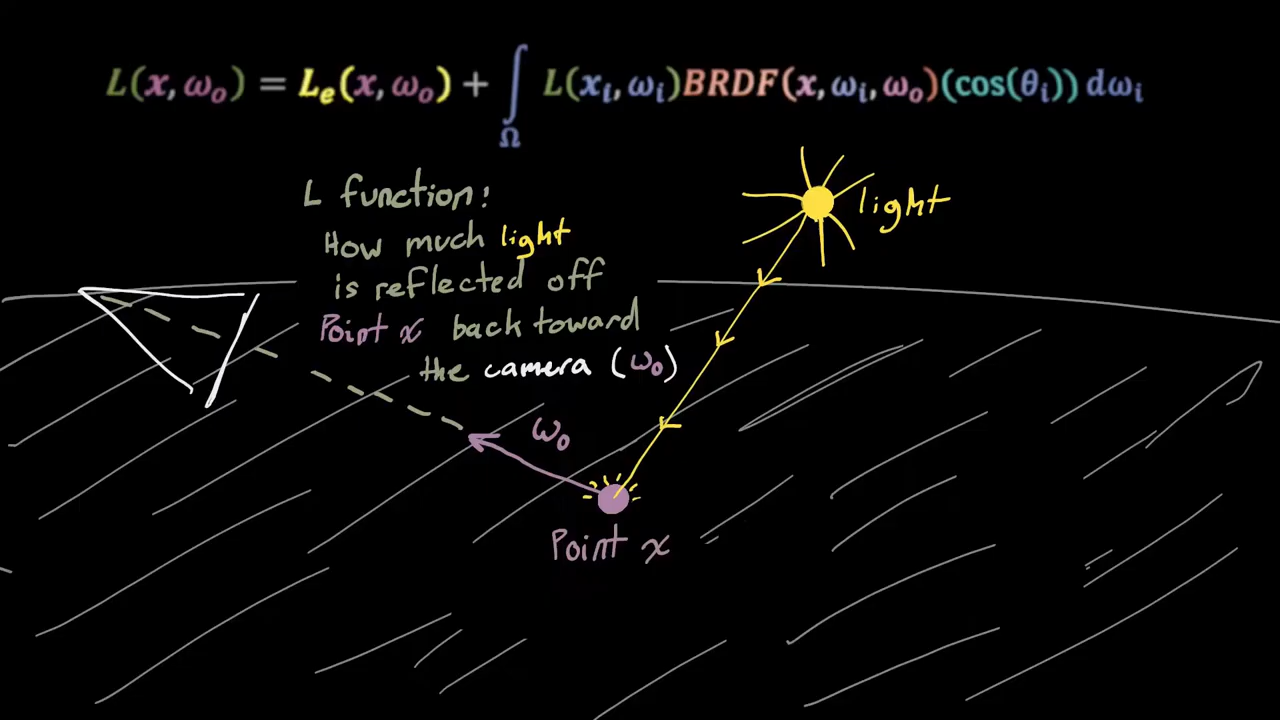 L(x, ωₒ) = Lₑ(x, ωₒ) + ∫Ω L(xᵢ, ωᵢ)BRDF(x, ωᵢ, ωₒ)(cos(θᵢ)) dωᵢ
L function:
How much light
is reflected off
Point x back toward
the camera (ωₒ)
light
ωₒ
Point x